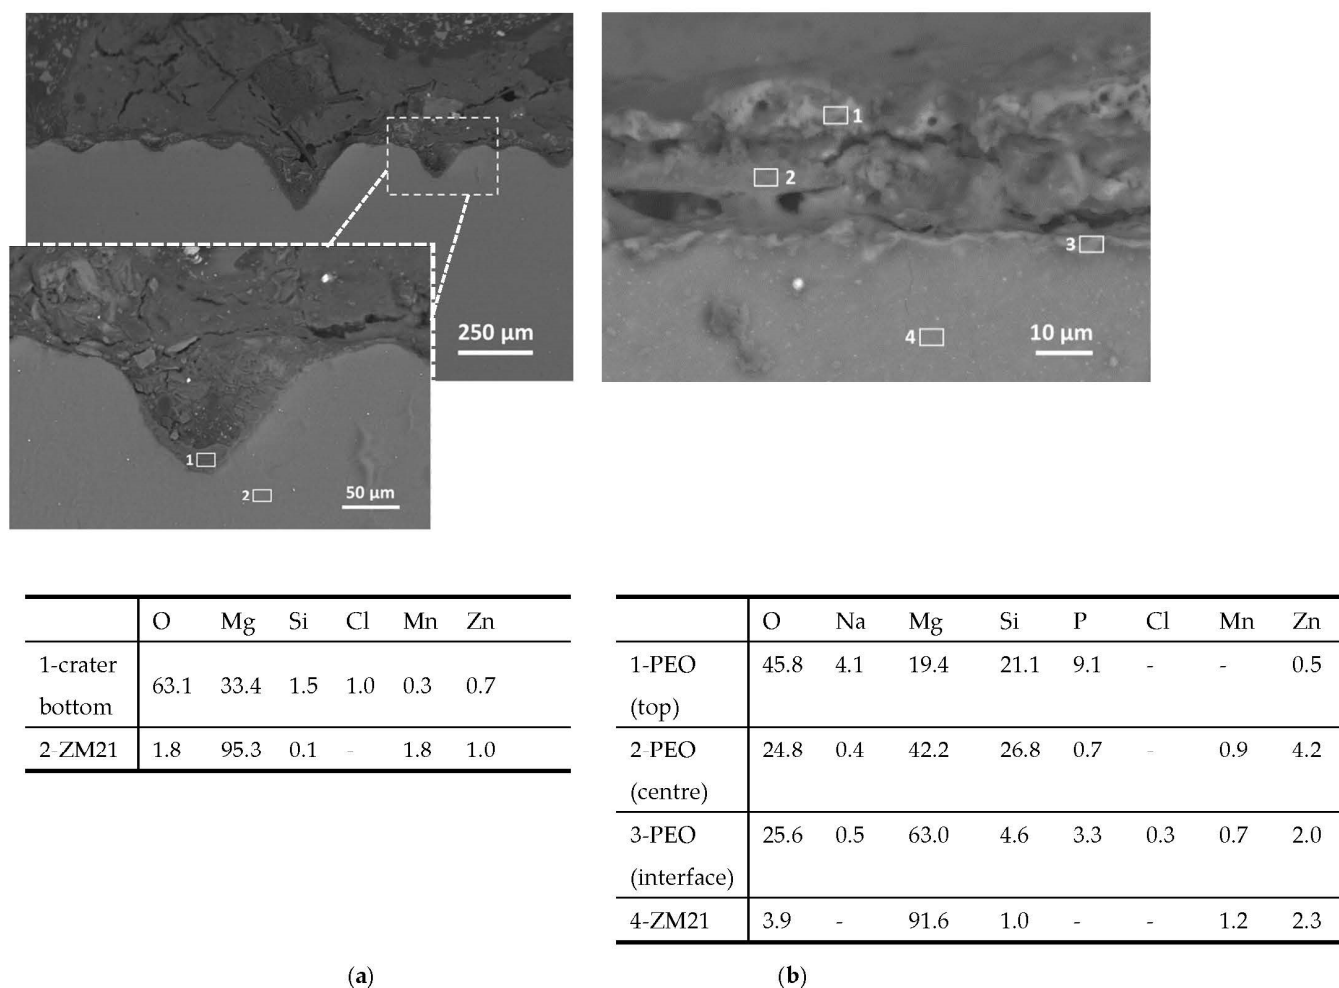 250 µm
1
2
50 µm
1
2
3
4
10 µm
O Mg Si Cl Mn Zn
1-crater
bottom
63.1 33.4 1.5 1.0 0.3 0.7
2-ZM21 1.8 95.3 0.1 - 1.8 1.0
O Na Mg Si P Cl Mn Zn
1-PEO 45.8 4.1 19.4 21.1 9.1 - - 0.5
(top)
2-PEO 24.8 0.4 42.2 26.8 0.7 - 0.9 4.2
(centre)
3-PEO 25.6 0.5 63.0 4.6 3.3 0.3 0.7 2.0
(interface)
4-ZM21 3.9 - 91.6 1.0 - - 1.2 2.3
(a) (b)